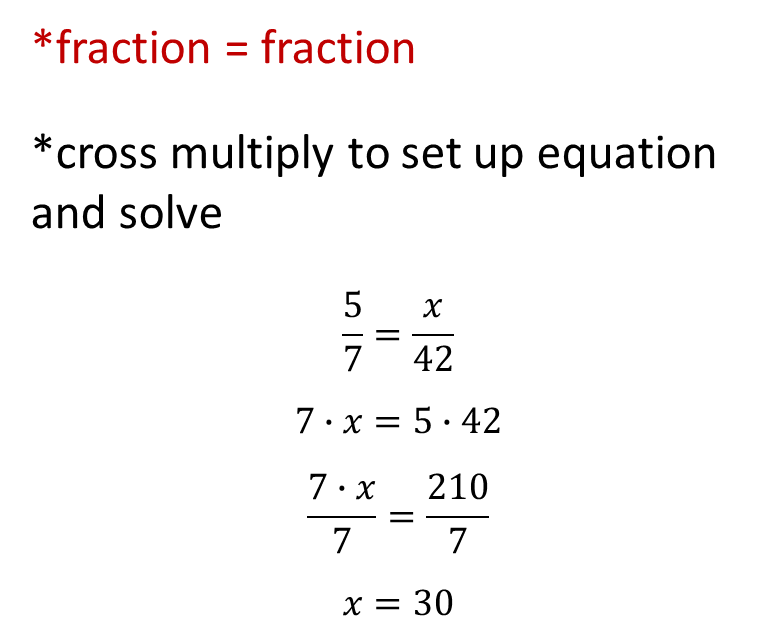 *fraction = fraction
*cross multiply to set up equation
and solve
5/7 = x/42
7 · x = 5 · 42
7 · x/7 = 210/7
x = 30